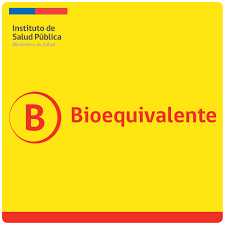 Instituto de
Salud Pública
Ministerio de Salud
B Bioequivalente